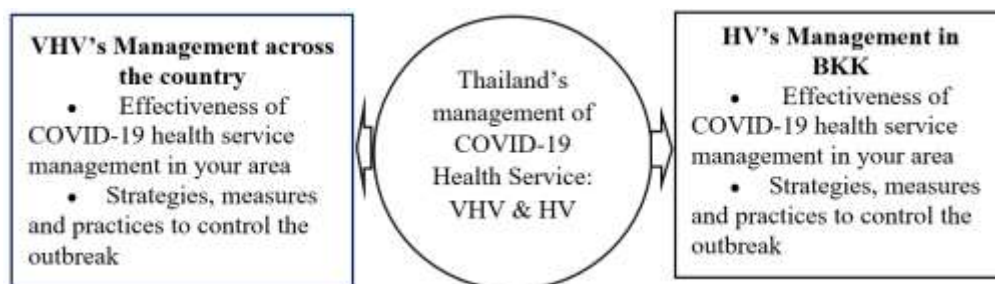 VHV's Management across
the country
• Effectiveness of
COVID-19 health service
management in your area
• Strategies, measures
and practices to control the
outbreak
Thailand's
management of
COVID-19
Health Service:
VHV & HV
HV's Management in
BKK
• Effectiveness of
COVID-19 health service
management in your area
• Strategies, measures
and practices to control the
outbreak